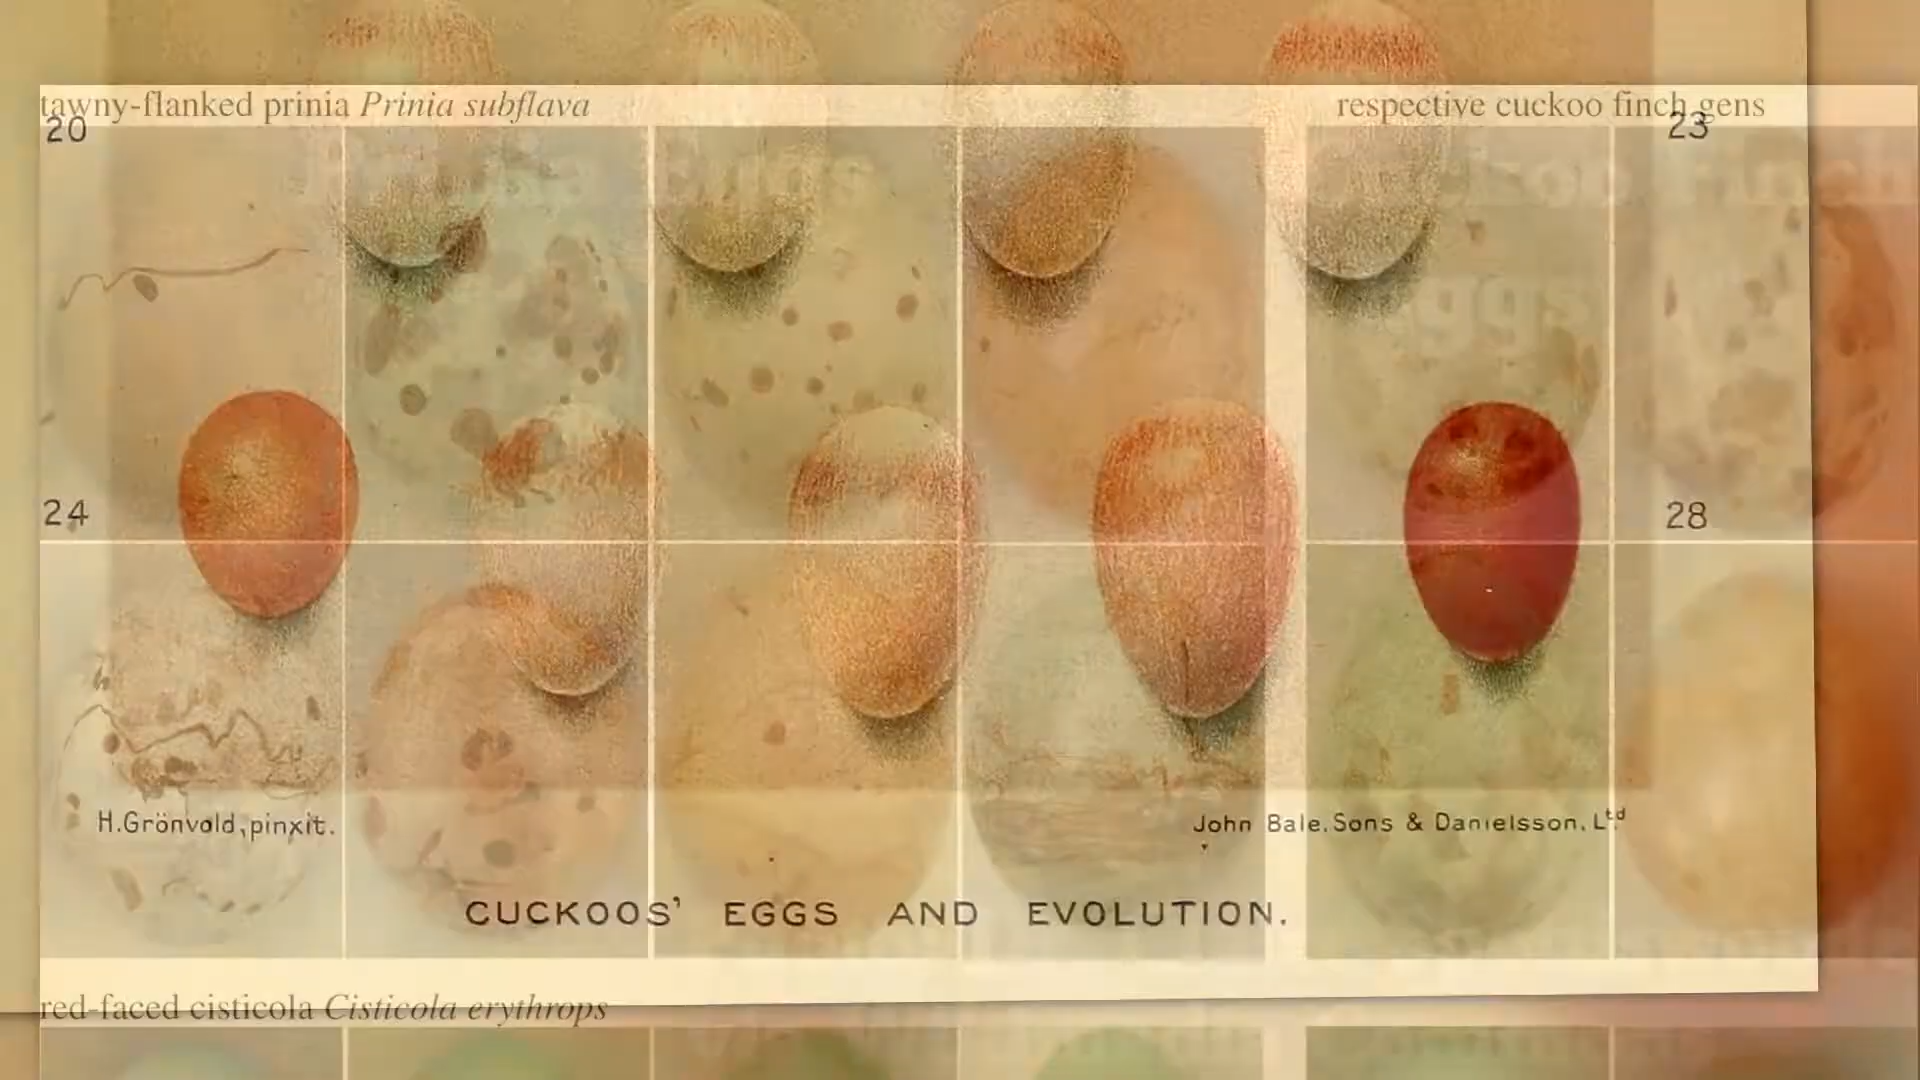 tawny-flanked prinia Prinia subflava
respective cuckoo finch gens
20
23
eggs
24
28
H.Grönvold, pinxit.
John Bale, Sons & Danielsson, Ltd
CUCKOOS' EGGS AND EVOLUTION.
red-faced cisticola Cisticola erythrops